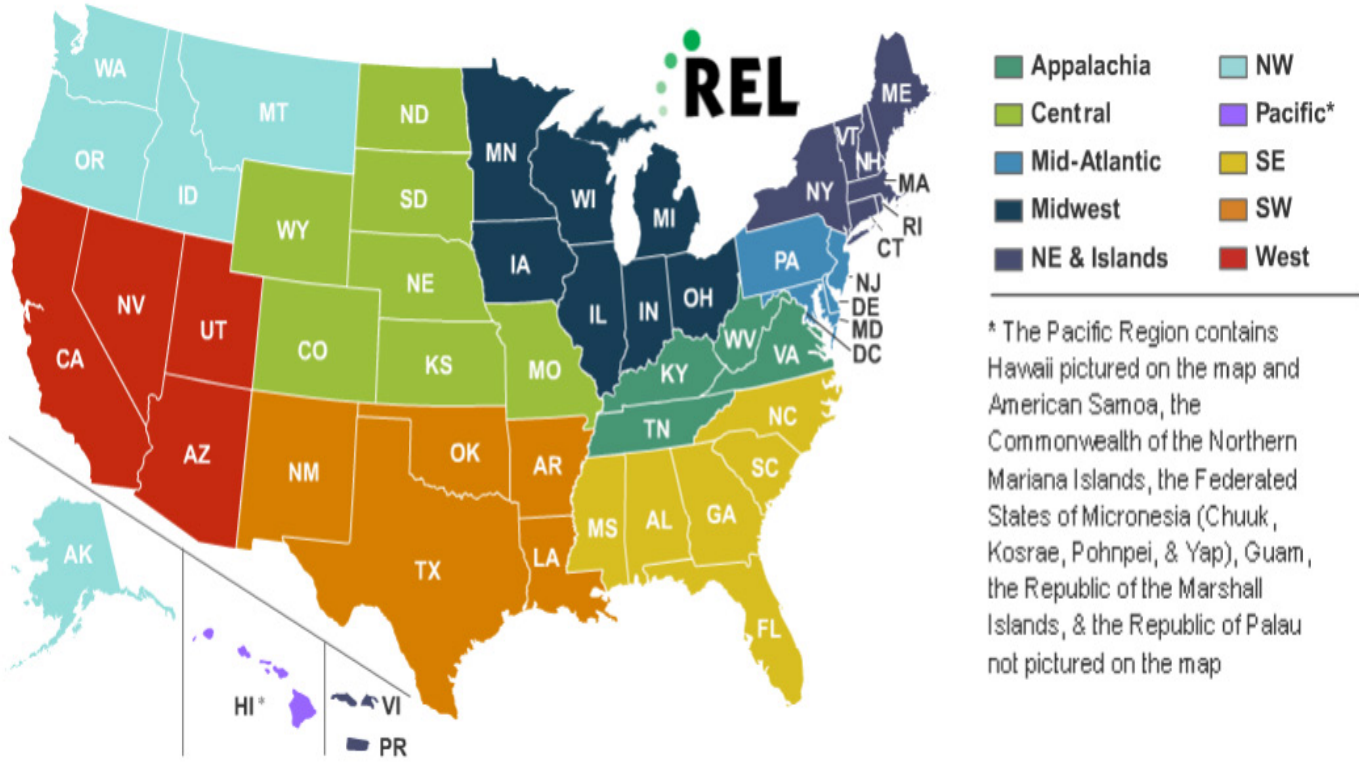 REL
WA
MT
ND
MN
ME
OR
ID
SD
WI
VT
NH
NY
MA
MI
WY
RI
CT
IA
PA
NE
NV
UT
NJ
OH
IL
IN
DE
MD
DC
CA
CO
KS
MO
WV
VA
KY
NC
TN
AZ
NM
OK
AR
SC
MS
AL
GA
TX
LA
AK
FL
HI*
VI
PR
Appalachia
Central
Mid-Atlantic
Midwest
NE & Islands
NW
Pacific*
SE
SW
West
* The Pacific Region contains
Hawaii pictured on the map and
American Samoa, the
Commonwealth of the Northern
Mariana Islands, the Federated
States of Micronesia (Chuuk,
Kosrae, Pohnpei, & Yap), Guam,
the Republic of the Marshall
Islands, & the Republic of Palau
not pictured on the map